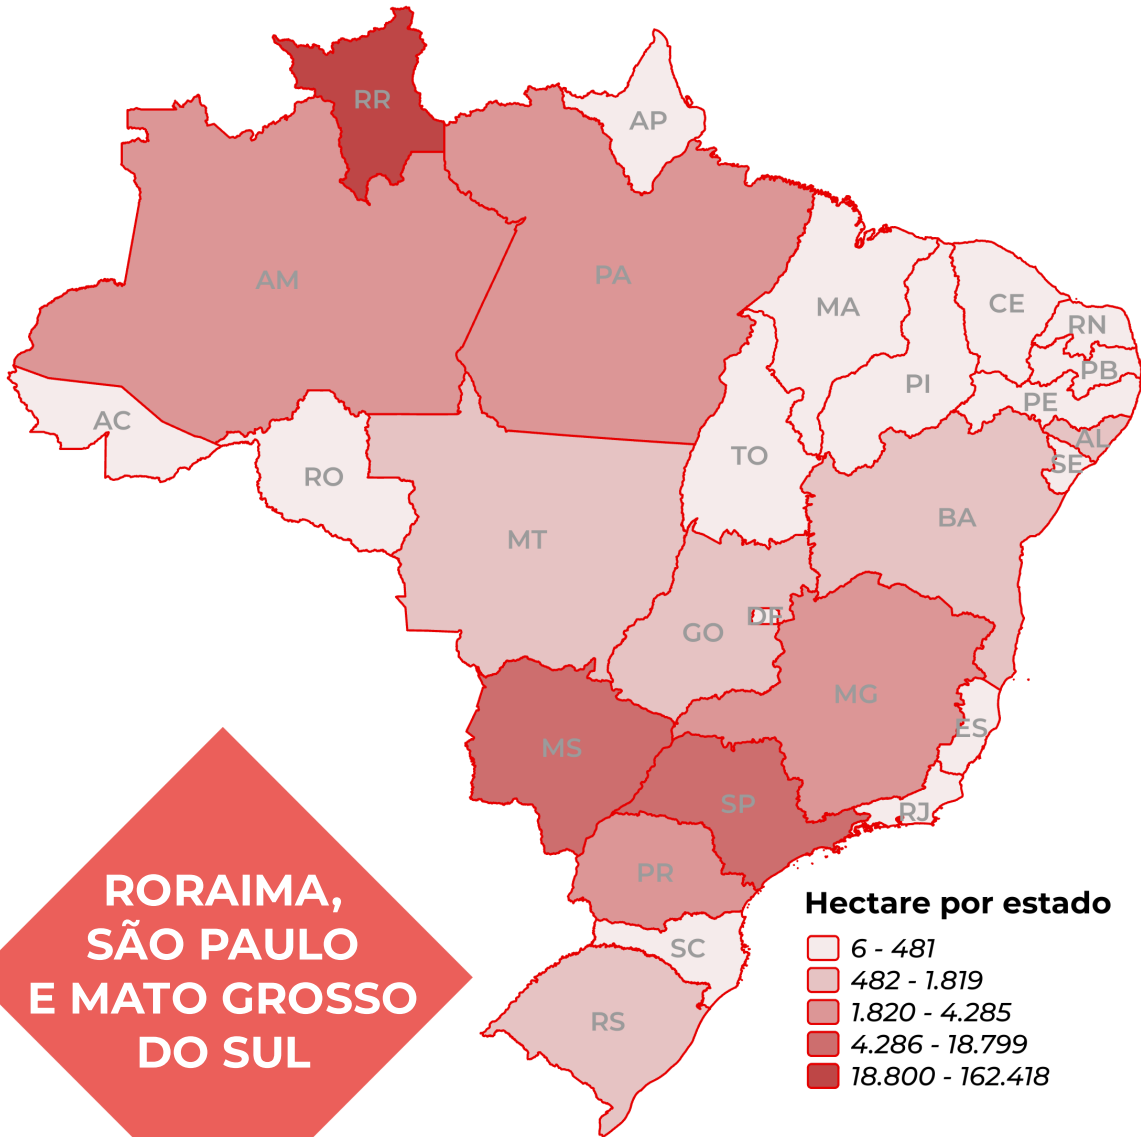 RR
AP
AM
PA
MA
CE
RN
PB
PI
PE
AC
AL
TO
SE
RO
BA
MT
DF
GO
MG
ES
MS
SP
RJ
PR
SC
RS
RORAIMA,
SÃO PAULO
E MATO GROSSO
DO SUL
Hectare por estado
6 - 481
482 - 1.819
1.820 - 4.285
4.286 - 18.799
18.800 - 162.418